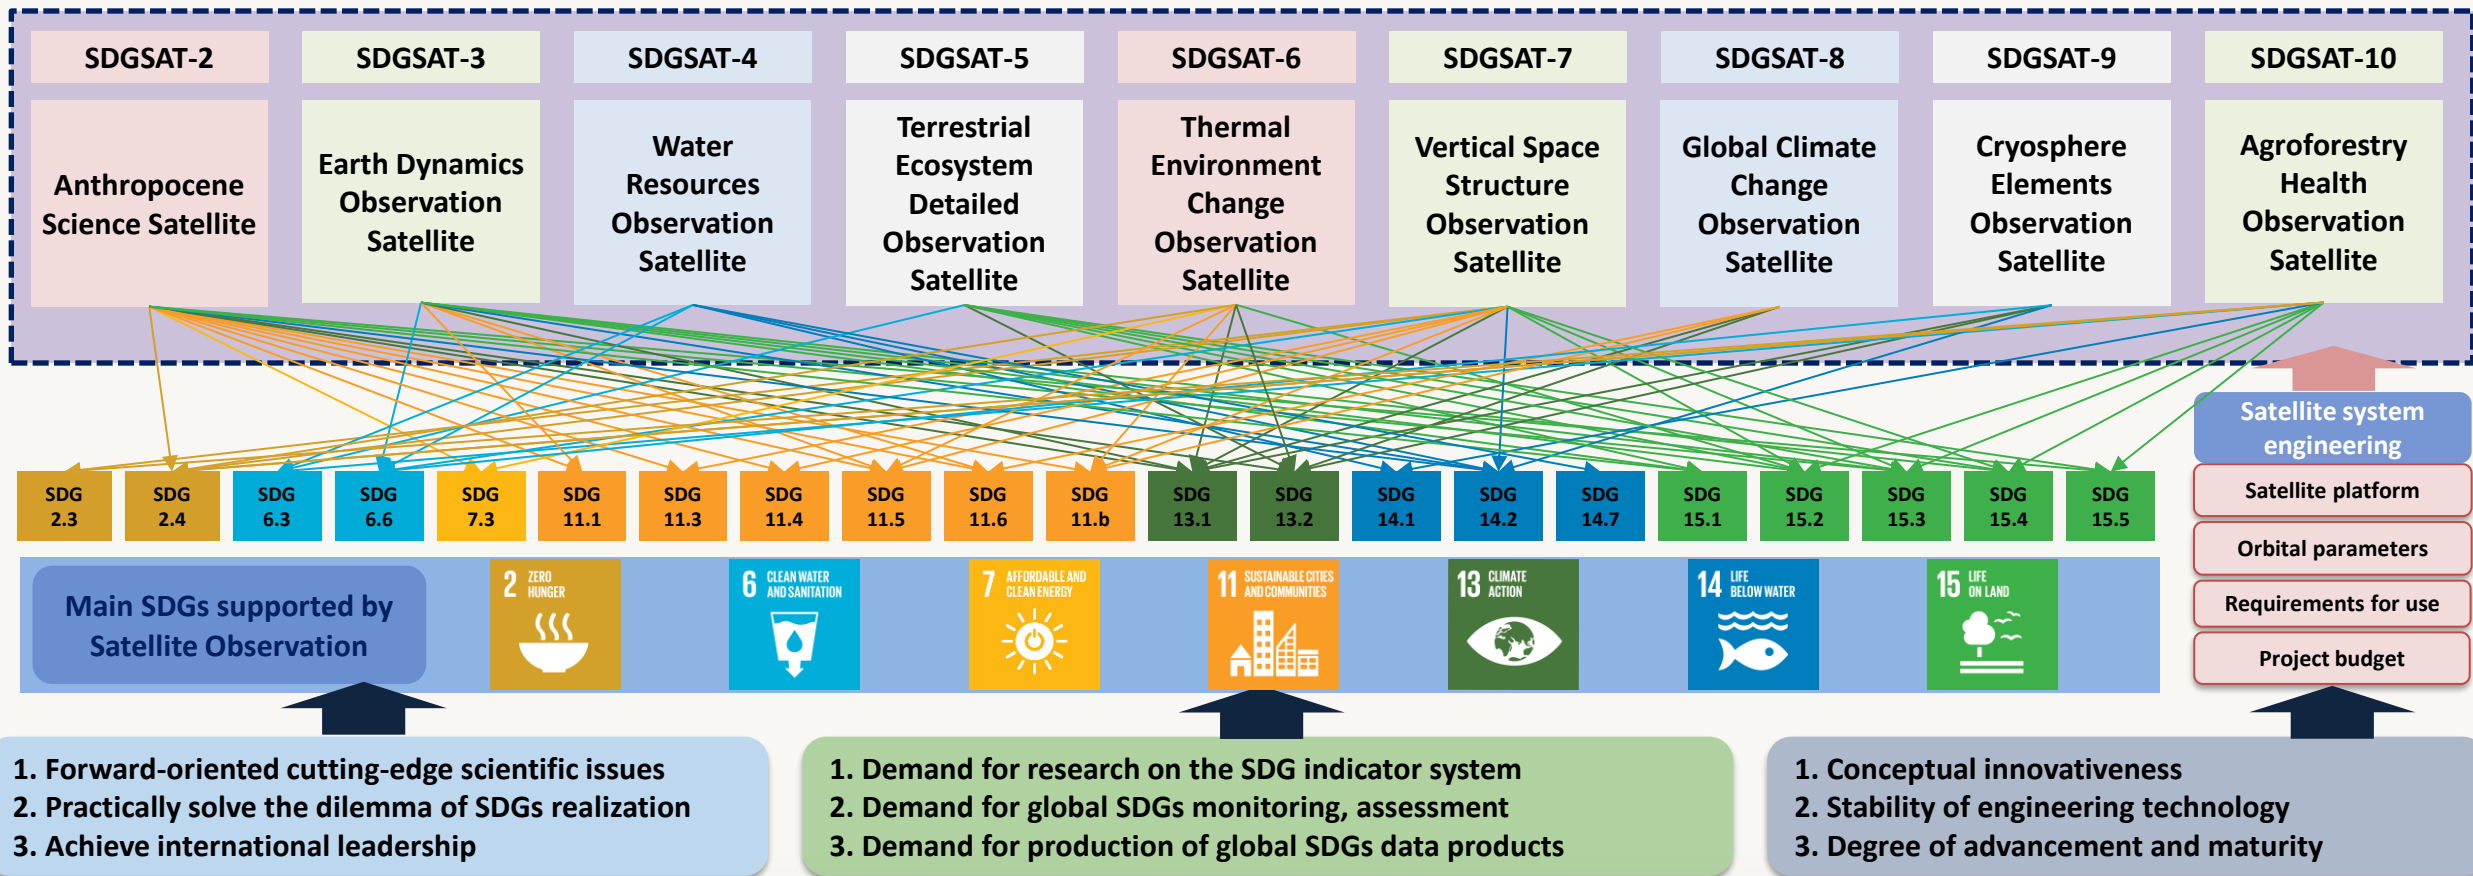 SDGSAT-2
SDGSAT-3
SDGSAT-4
SDGSAT-5
SDGSAT-6
SDGSAT-7
SDGSAT-8
SDGSAT-9
SDGSAT-10
Anthropocene
Science Satellite
Earth Dynamics
Observation
Satellite
Water
Resources
Observation
Satellite
Terrestrial
Ecosystem
Detailed
Observation
Satellite
Thermal
Environment
Change
Observation
Satellite
Vertical Space
Structure
Observation
Satellite
Global Climate
Change
Observation
Satellite
Cryosphere
Elements
Observation
Satellite
Agroforestry
Health
Observation
Satellite
SDG
2.3
SDG
2.4
SDG
6.3
SDG
6.6
SDG
7.3
SDG
11.1
SDG
11.3
SDG
11.4
SDG
11.5
SDG
11.6
SDG
11.b
SDG
13.1
SDG
13.2
SDG
14.1
SDG
14.2
SDG
14.7
SDG
15.1
SDG
15.2
SDG
15.3
SDG
15.4
SDG
15.5
Satellite system
engineering
Satellite platform
Orbital parameters
Requirements for use
Project budget
Main SDGs supported by
Satellite Observation
2 ZERO
HUNGER
6 CLEAN WATER
AND SANITATION
7 AFFORDABLE AND
CLEAN ENERGY
11 SUSTAINABLE CITIES
AND COMMUNITIES
13 CLIMATE
ACTION
14 LIFE
BELOW WATER
15 LIFE
ON LAND
1. Forward-oriented cutting-edge scientific issues
2. Practically solve the dilemma of SDGs realization
3. Achieve international leadership
1. Demand for research on the SDG indicator system
2. Demand for global SDGs monitoring, assessment
3. Demand for production of global SDGs data products
1. Conceptual innovativeness
2. Stability of engineering technology
3. Degree of advancement and maturity